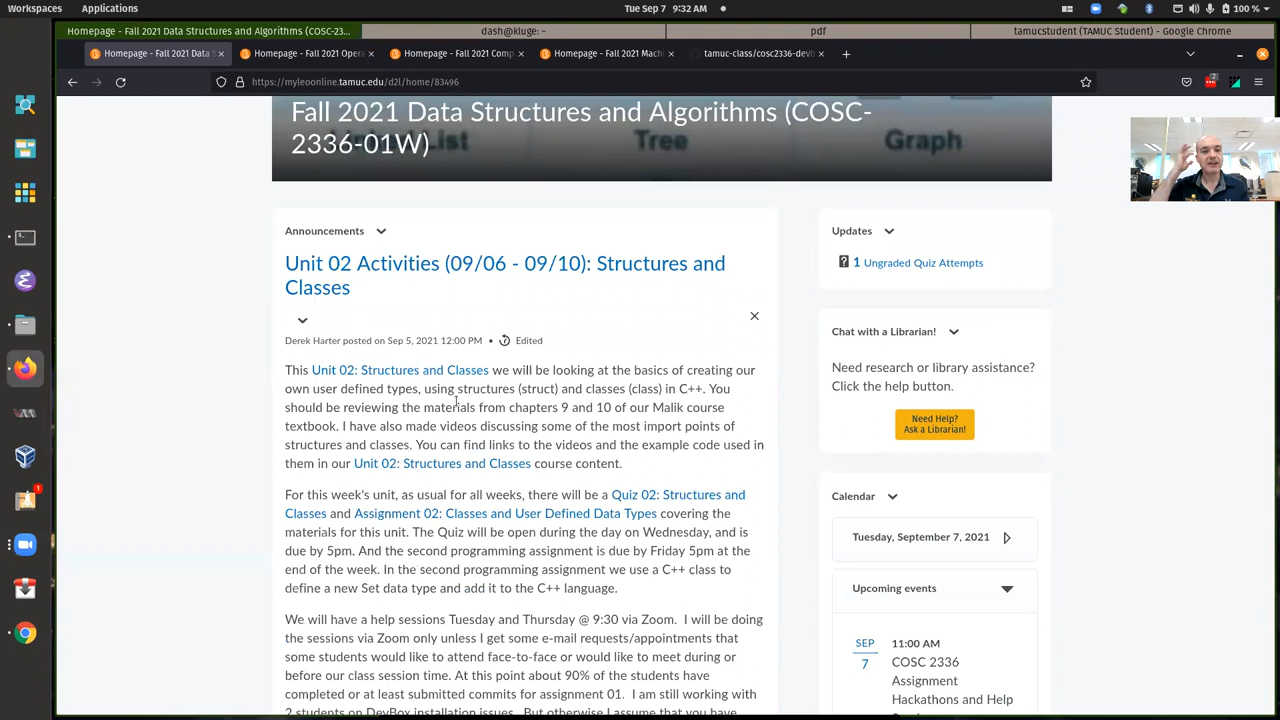 Workspaces Applications Tue Sep 7 9:32 AM 100 %
Homepage - Fall 2021 Data Structures and Algorithms (COSC-23... dash@kluge: ~ pdf tamucstudent (TAMUC Student) - Google Chrome
Homepage - Fall 2021 Data S Homepage - Fall 2021 Opera Homepage - Fall 2021 Comp Homepage - Fall 2021 Machi tamuc-class/cosc2336-devb
https://myleoonline.tamuc.edu/d2l/home/83496
Fall 2021 Data Structures and Algorithms (COSC-
2336-01W)
List Tree Graph
Announcements
Unit 02 Activities (09/06 - 09/10): Structures and
Classes
Derek Harter posted on Sep 5, 2021 12:00 PM • Edited
This Unit 02: Structures and Classes we will be looking at the basics of creating our
own user defined types, using structures (struct) and classes (class) in C++. You
should be reviewing the materials from chapters 9 and 10 of our Malik course
textbook. I have also made videos discussing some of the most import points of
structures and classes. You can find links to the videos and the example code used in
them in our Unit 02: Structures and Classes course content.
For this week's unit, as usual for all weeks, there will be a Quiz 02: Structures and
Classes and Assignment 02: Classes and User Defined Data Types covering the
materials for this unit. The Quiz will be open during the day on Wednesday, and is
due by 5pm. And the second programming assignment is due by Friday 5pm at the
end of the week. In the second programming assignment we use a C++ class to
define a new Set data type and add it to the C++ language.
We will have a help sessions Tuesday and Thursday @ 9:30 via Zoom. I will be doing
the sessions via Zoom only unless I get some e-mail requests/appointments that
some students would like to attend face-to-face or would like to meet during or
before our class session time. At this point about 90% of the students have
completed or at least submitted commits for assignment 01. I am still working with
2 students on DevBox installation issues. But otherwise I assume that you have
Updates
1 Ungraded Quiz Attempts
Chat with a Librarian!
Need research or library assistance?
Click the help button.
Need Help?
Ask a Librarian!
Calendar
Tuesday, September 7, 2021
Upcoming events
SEP
7
11:00 AM
COSC 2336
Assignment
Hackathons and Help